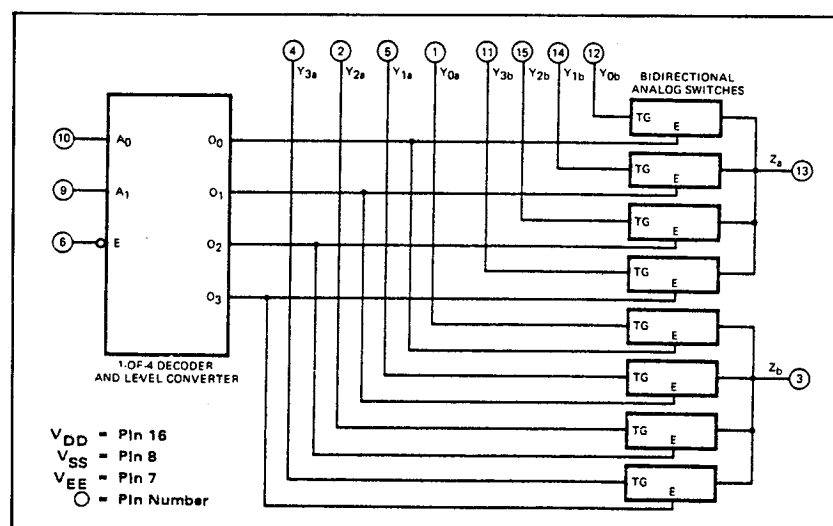 4 2 5 1 11 15 14 12
Y3a Y2a Y1a Y0a Y3b Y2b Y1b Y0b
BIDIRECTIONAL
ANALOG SWITCHES
TG E
10 A0 O0
TG E
Za 13
9 A1 O1
TG E
6 E O2
TG E
O3
TG E
1-OF-4 DECODER
AND LEVEL CONVERTER
TG E
Zb 3
TG E
TG E
VDD = Pin 16
VSS = Pin 8
VEE = Pin 7
○ = Pin Number